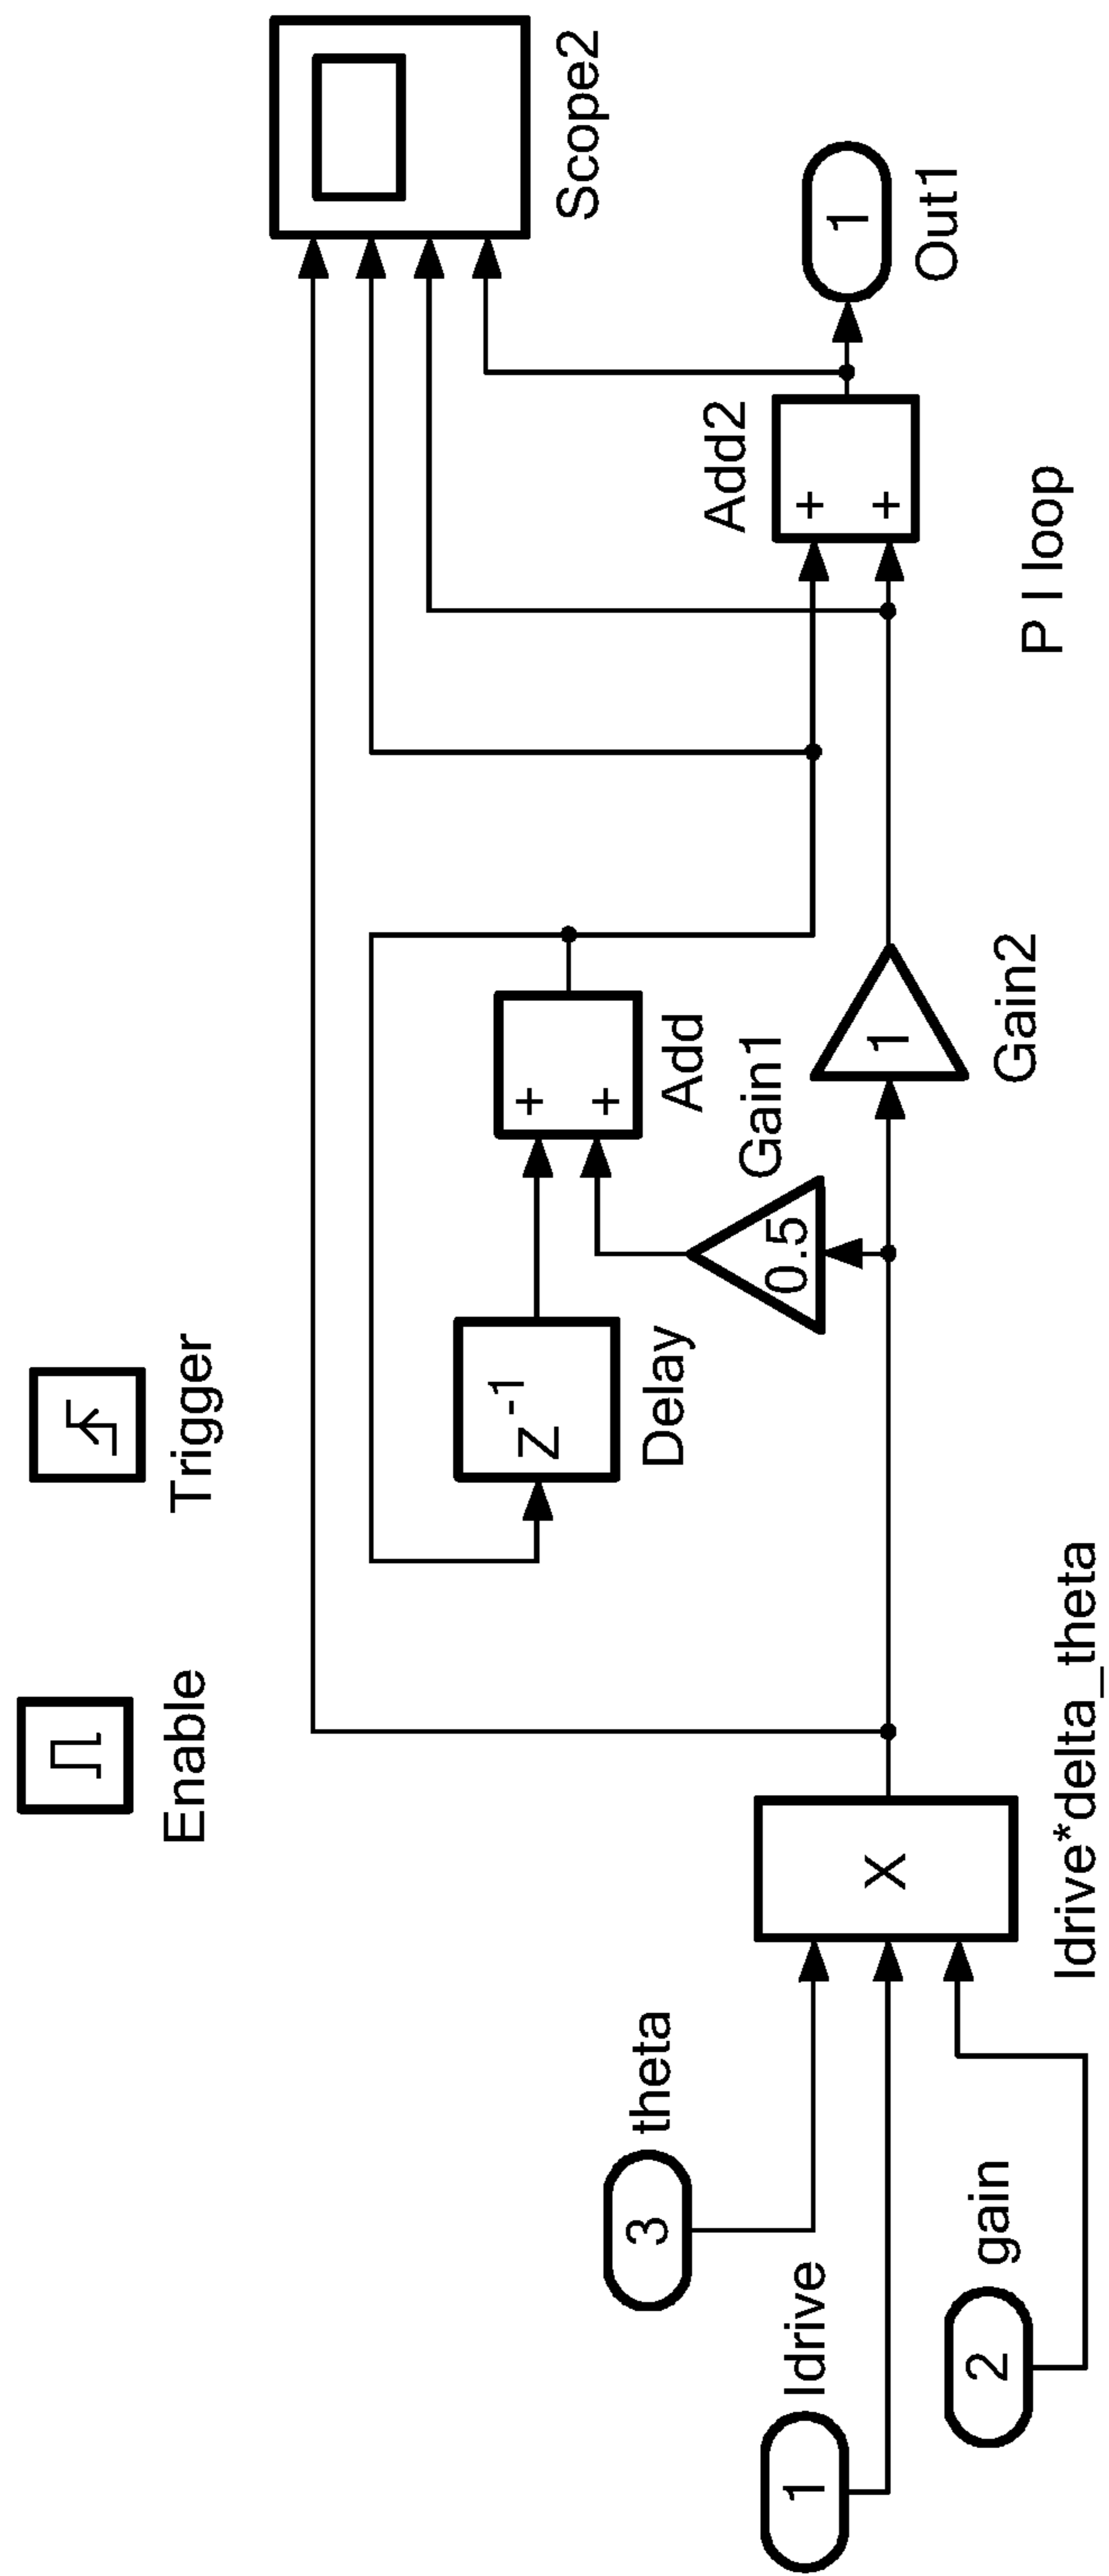 Enable
Trigger
Scope2
Z-1
Delay
+
+
Add
0.5
Gain1
3
theta
1
Idrive
2
gain
X
Idrive*delta_theta
1
Gain2
+
+
Add2
1
Out1
P I loop